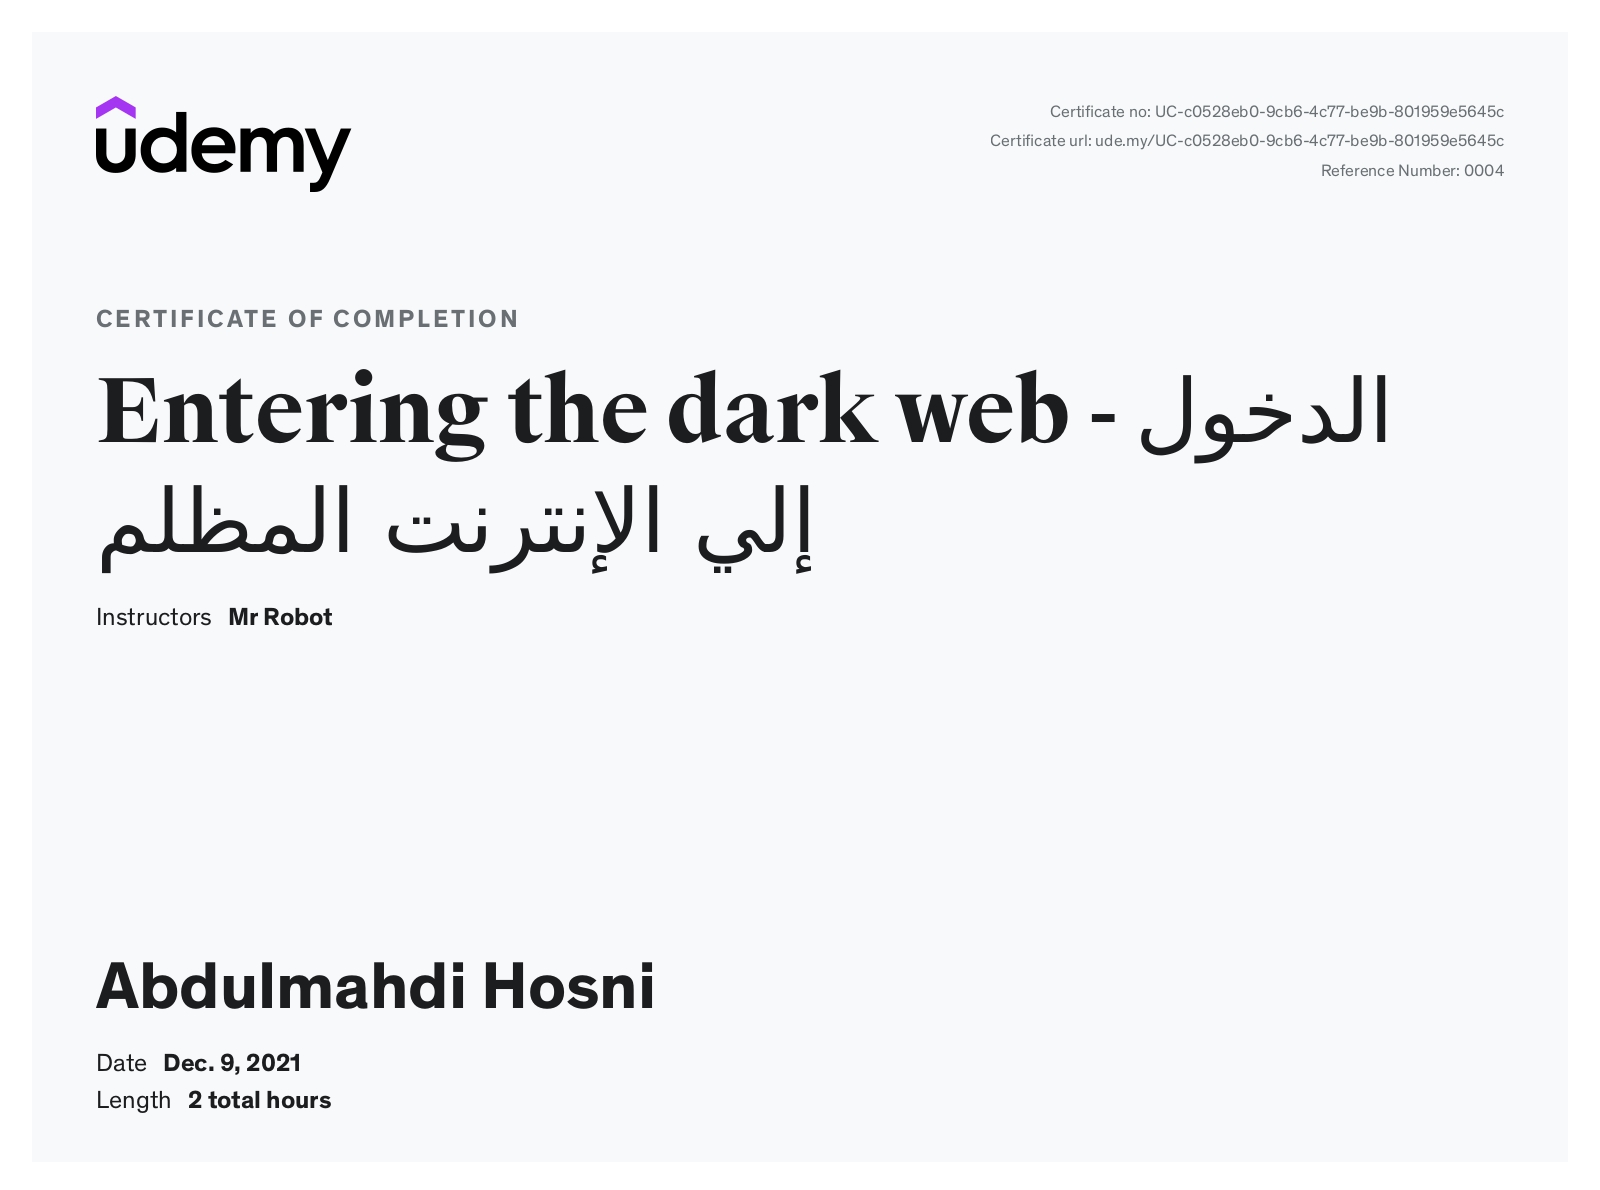 udemy
Certificate no: UC-c0528eb0-9cb6-4c77-be9b-801959e5645c
Certificate url: ude.my/UC-c0528eb0-9cb6-4c77-be9b-801959e5645c
Reference Number: 0004
CERTIFICATE OF COMPLETION
Entering the dark web - الدخول
إلي الإنترنت المظلم
Instructors Mr Robot
Abdulmahdi Hosni
Date Dec. 9, 2021
Length 2 total hours